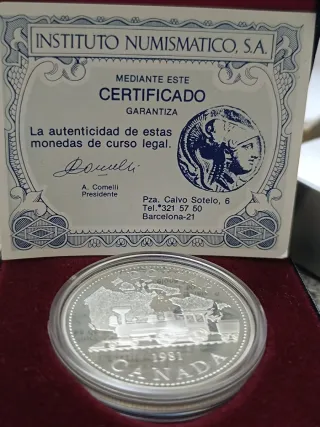 INSTITUTO NUMISMATICO, S.A.
MEDIANTE ESTE
CERTIFICADO
GARANTIZA
La autenticidad de estas
monedas de curso legal.
A. Comelli
Presidente
Pza. Calvo Sotelo, 6
Tel. 321 57 50
Barcelona-21
1981
CANADA